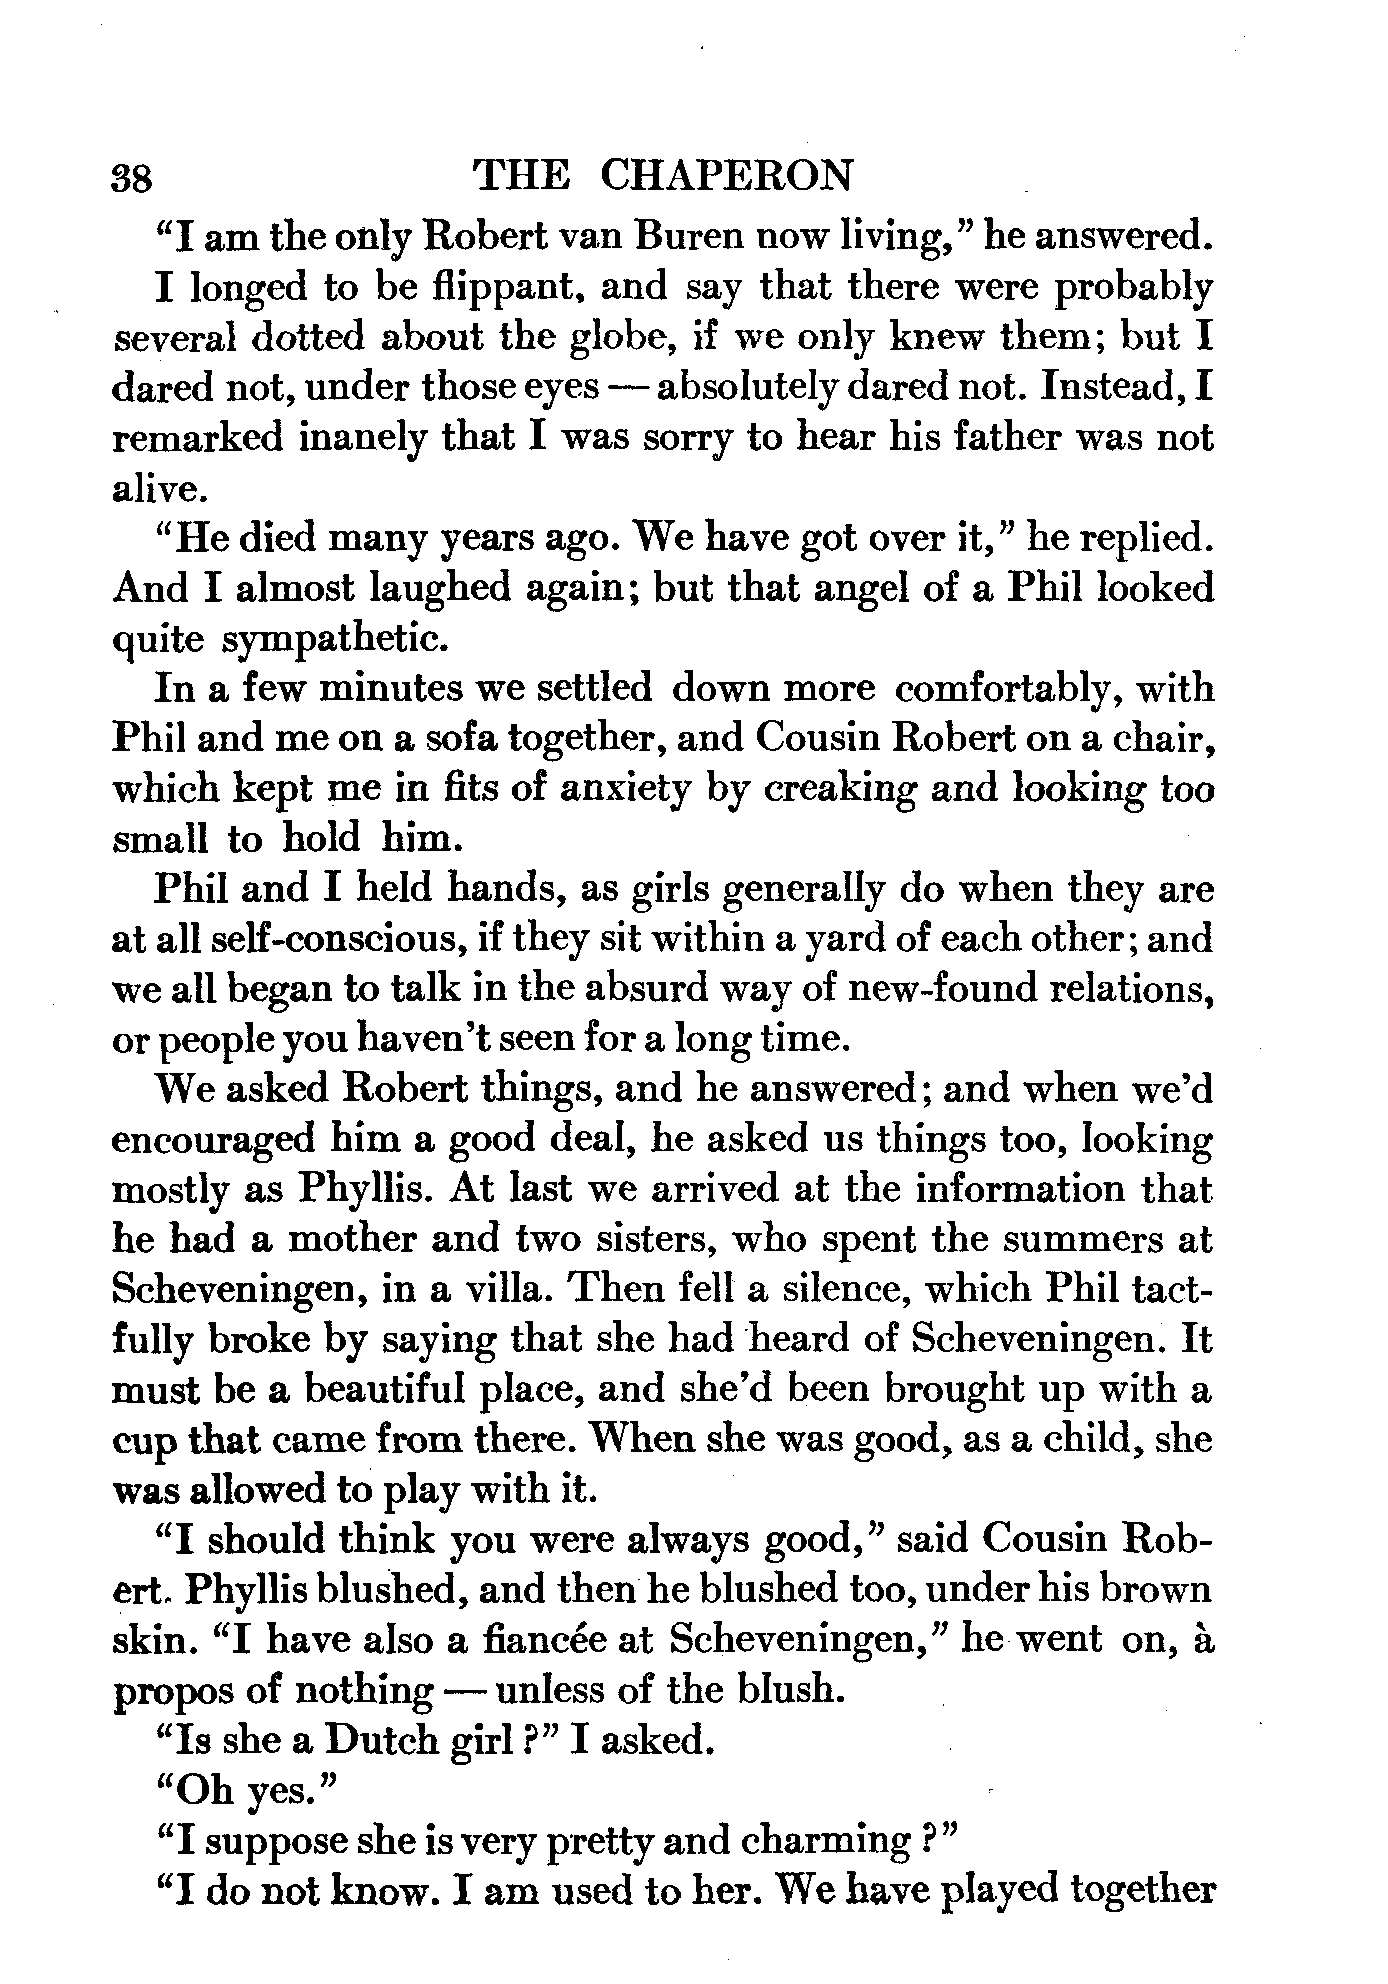 38 THE CHAPERON
"I am the only Robert van Buren now living," he answered.
I longed to be flippant, and say that there were probably
several dotted about the globe, if we only knew them; but I
dared not, under those eyes — absolutely dared not. Instead, I
remarked inanely that I was sorry to hear his father was not
alive.
"He died many years ago. We have got over it," he replied.
And I almost laughed again; but that angel of a Phil looked
quite sympathetic.
In a few minutes we settled down more comfortably, with
Phil and me on a sofa together, and Cousin Robert on a chair,
which kept me in fits of anxiety by creaking and looking too
small to hold him.
Phil and I held hands, as girls generally do when they are
at all self-conscious, if they sit within a yard of each other; and
we all began to talk in the absurd way of new-found relations,
or people you haven't seen for a long time.
We asked Robert things, and he answered; and when we'd
encouraged him a good deal, he asked us things too, looking
mostly as Phyllis. At last we arrived at the information that
he had a mother and two sisters, who spent the summers at
Scheveningen, in a villa. Then fell a silence, which Phil tact-
fully broke by saying that she had heard of Scheveningen. It
must be a beautiful place, and she'd been brought up with a
cup that came from there. When she was good, as a child, she
was allowed to play with it.
"I should think you were always good," said Cousin Rob-
ert. Phyllis blushed, and then he blushed too, under his brown
skin. "I have also a fiancée at Scheveningen," he went on, à
propos of nothing — unless of the blush.
"Is she a Dutch girl?" I asked.
"Oh yes."
"I suppose she is very pretty and charming?"
"I do not know. I am used to her. We have played together